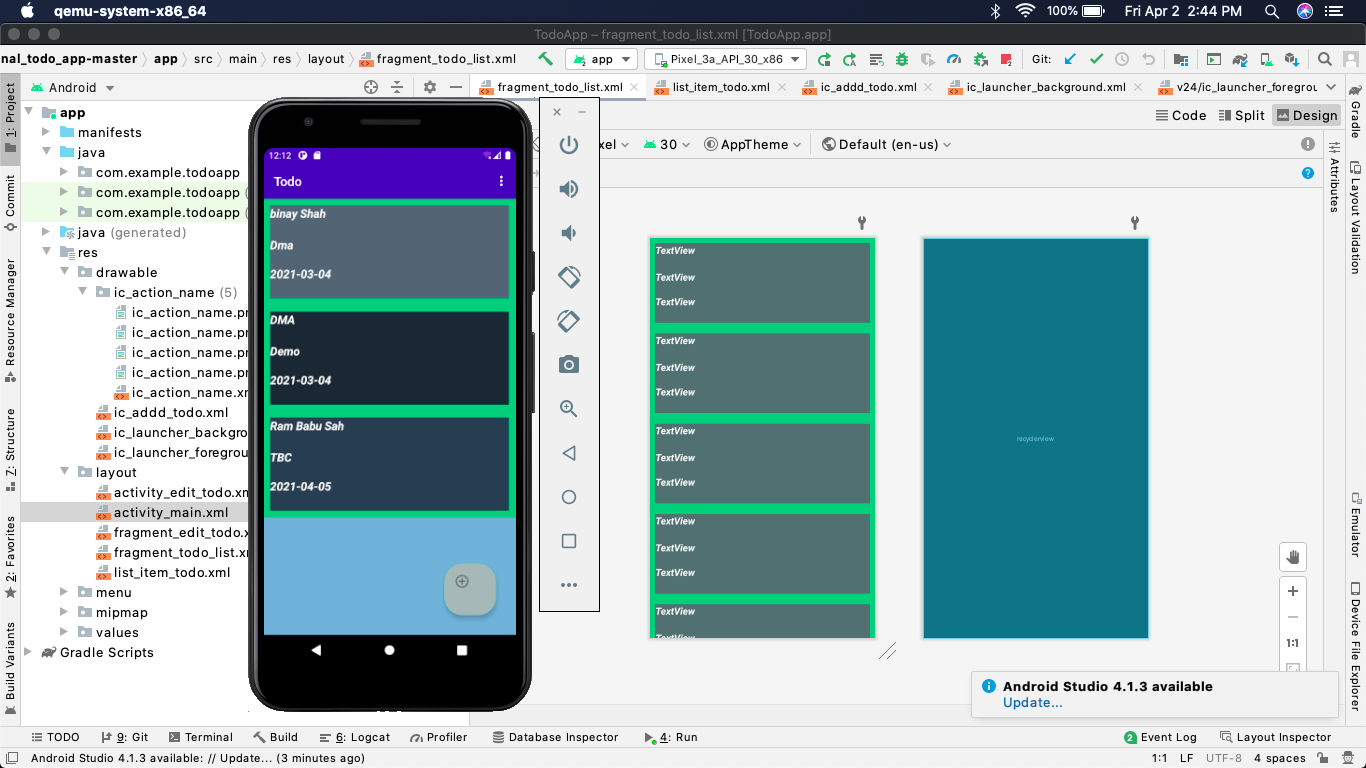 qemu-system-x86_64
100%
Fri Apr 2 2:44 PM
TodoApp – fragment_todo_list.xml [TodoApp.app]
nal_todo_app-master
app
src
main
res
layout
fragment_todo_list.xml
app
Pixel_3a_API_30_x86
Git:
Android
fragment_todo_list.xml
list_item_todo.xml
ic_addd_todo.xml
ic_launcher_background.xml
v24/ic_launcher_foregrou
Code
Split
Design
xel
30
AppTheme
Default (en-us)
1: Project
Commit
Resource Manager
Z: Structure
2: Favorites
Build Variants
app
manifests
java
com.example.todoapp
com.example.todoapp (
com.example.todoapp (
java (generated)
res
drawable
ic_action_name (5)
ic_action_name.pr
ic_action_name.pr
ic_action_name.pr
ic_action_name.pr
ic_action_name.xr
ic_addd_todo.xml
ic_launcher_backgro
ic_launcher_foregrou
layout
activity_edit_todo.xm
activity_main.xml
fragment_edit_todo.x
fragment_todo_list.xr
list_item_todo.xml
menu
mipmap
values
Gradle Scripts
12:12
Todo
binay Shah
Dma
2021-03-04
DMA
Demo
2021-03-04
Ram Babu Sah
TBC
2021-04-05
TextView
TextView
TextView
TextView
TextView
TextView
TextView
TextView
TextView
TextView
TextView
TextView
TextView
TextView
recyclerview
1:1
Gradle
Layout Validation
Attributes
Emulator
Device File Explorer
Android Studio 4.1.3 available
Update...
TODO
9: Git
Terminal
Build
6: Logcat
Profiler
Database Inspector
4: Run
2 Event Log
Layout Inspector
Android Studio 4.1.3 available: // Update... (3 minutes ago)
1:1
LF
UTF-8
4 spaces